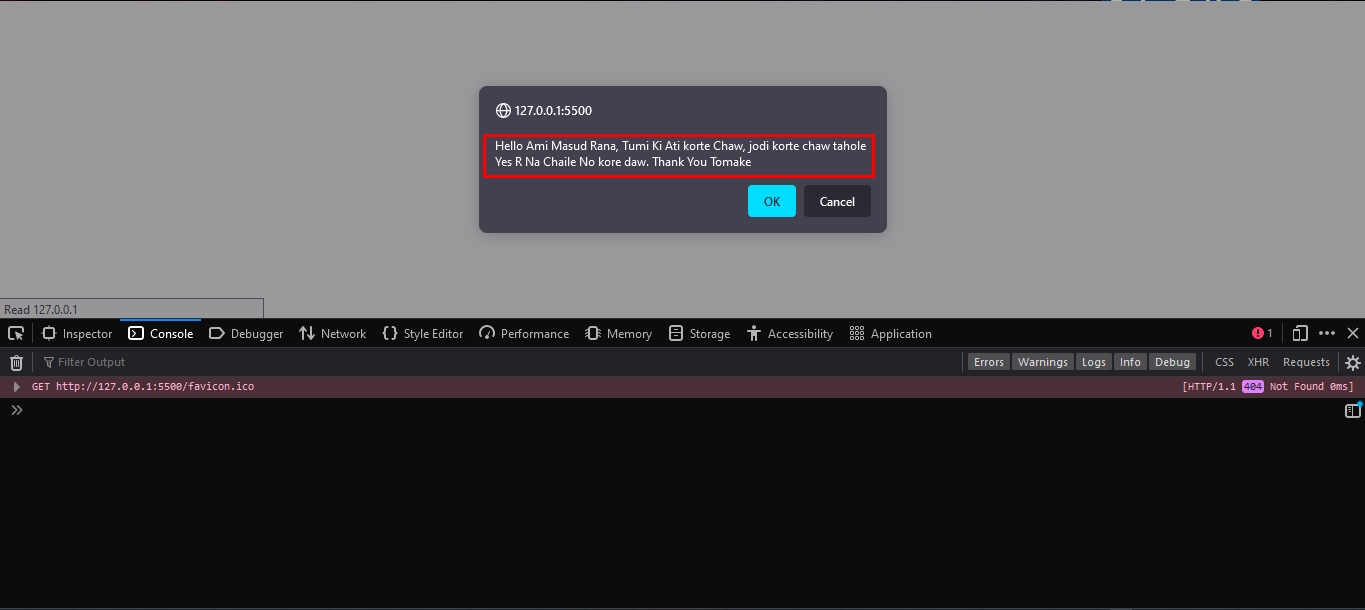 127.0.0.1:5500
Hello Ami Masud Rana, Tumi Ki Ati korte Chaw, jodi korte chaw tahole
Yes R Na Chaile No kore daw. Thank You Tomake
OK Cancel
Read 127.0.0.1
Inspector Console Debugger Network Style Editor Performance Memory Storage Accessibility Application 1
Filter Output Errors Warnings Logs Info Debug CSS XHR Requests
GET http://127.0.0.1:5500/favicon.ico [HTTP/1.1 404 Not Found 0ms]